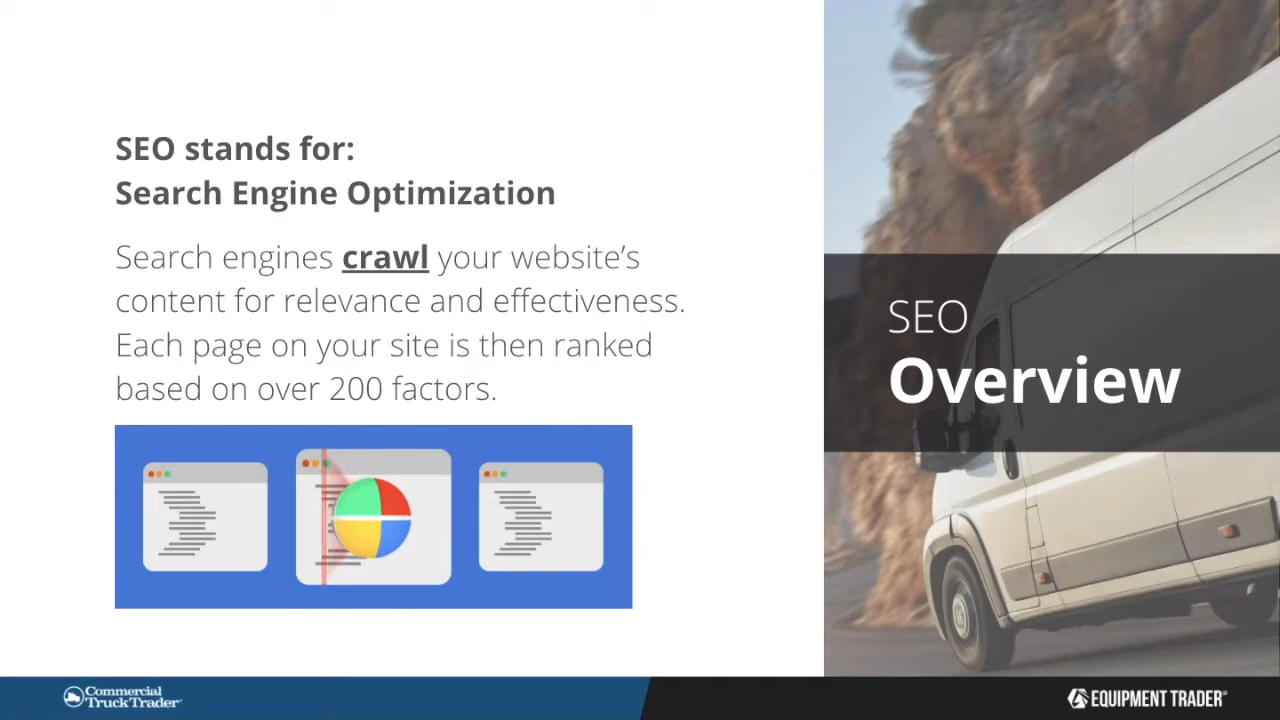 SEO stands for:
Search Engine Optimization
Search engines crawl your website’s
content for relevance and effectiveness.
Each page on your site is then ranked
based on over 200 factors.
SEO
Overview
Commercial
Truck Trader
EQUIPMENT TRADER®